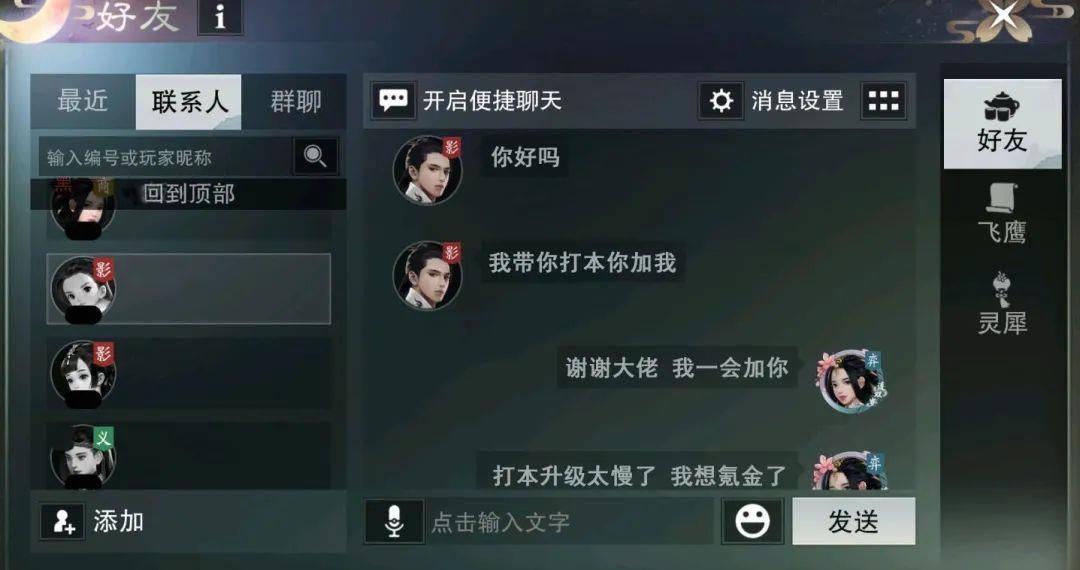 好友
i
最近
联系人
群聊
输入编号或玩家昵称
黑
商
回到顶部
影
影
义
添加
开启便捷聊天
消息设置
影
你好吗
影
我带你打本你加我
谢谢大佬 我一会加你
弈
打本升级太慢了 我想氪金了
弈
点击输入文字
发送
好友
飞鹰
灵犀